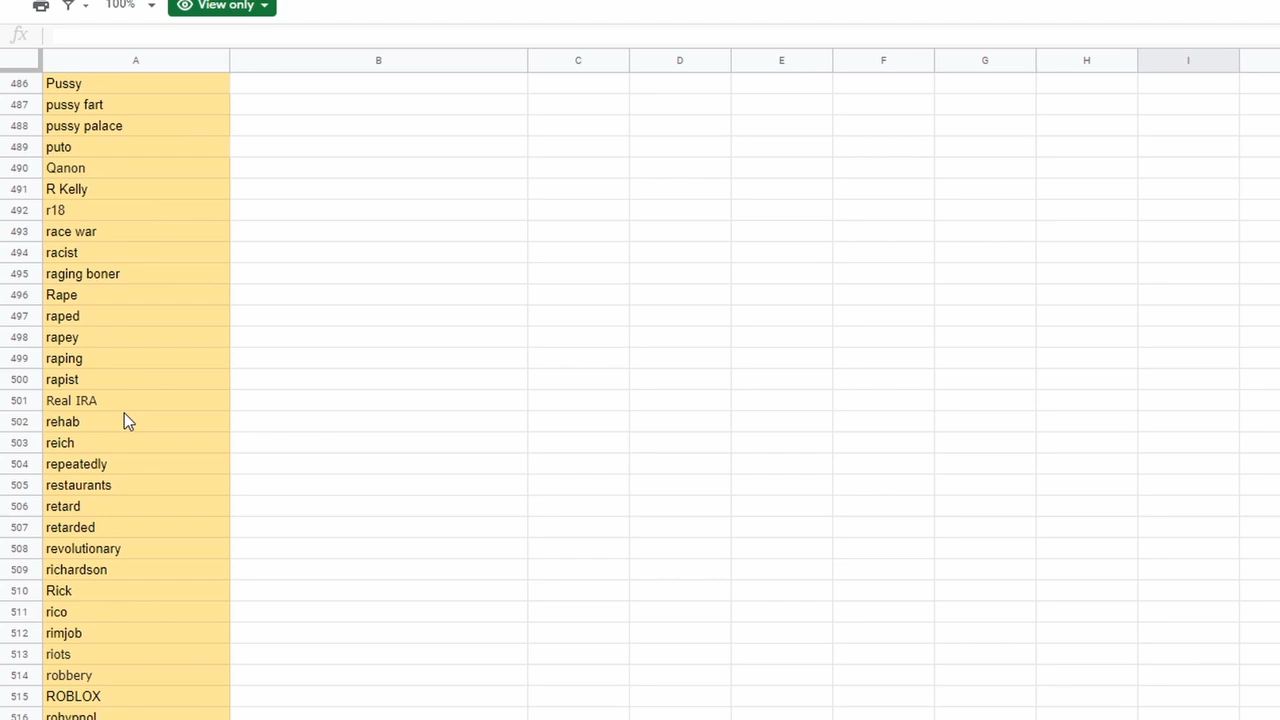 100%
View only
fx
A B C D E F G H I
486 Pussy
487 pussy fart
488 pussy palace
489 puto
490 Qanon
491 R Kelly
492 r18
493 race war
494 racist
495 raging boner
496 Rape
497 raped
498 rapey
499 raping
500 rapist
501 Real IRA
502 rehab
503 reich
504 repeatedly
505 restaurants
506 retard
507 retarded
508 revolutionary
509 richardson
510 Rick
511 rico
512 rimjob
513 riots
514 robbery
515 ROBLOX
516 rohypnol